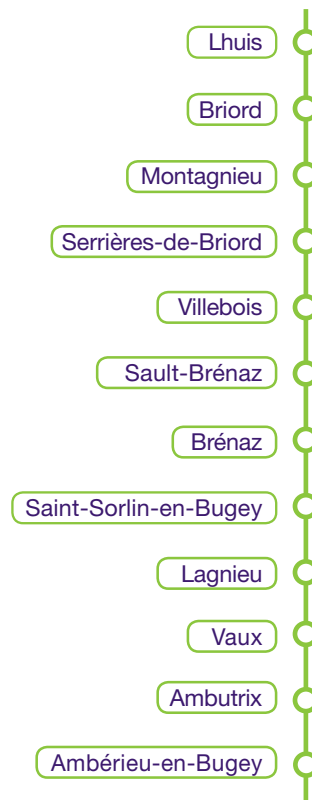 Lhuis
Briord
Montagnieu
Serrières-de-Briord
Villebois
Sault-Brénaz
Brénaz
Saint-Sorlin-en-Bugey
Lagnieu
Vaux
Ambutrix
Ambérieu-en-Bugey